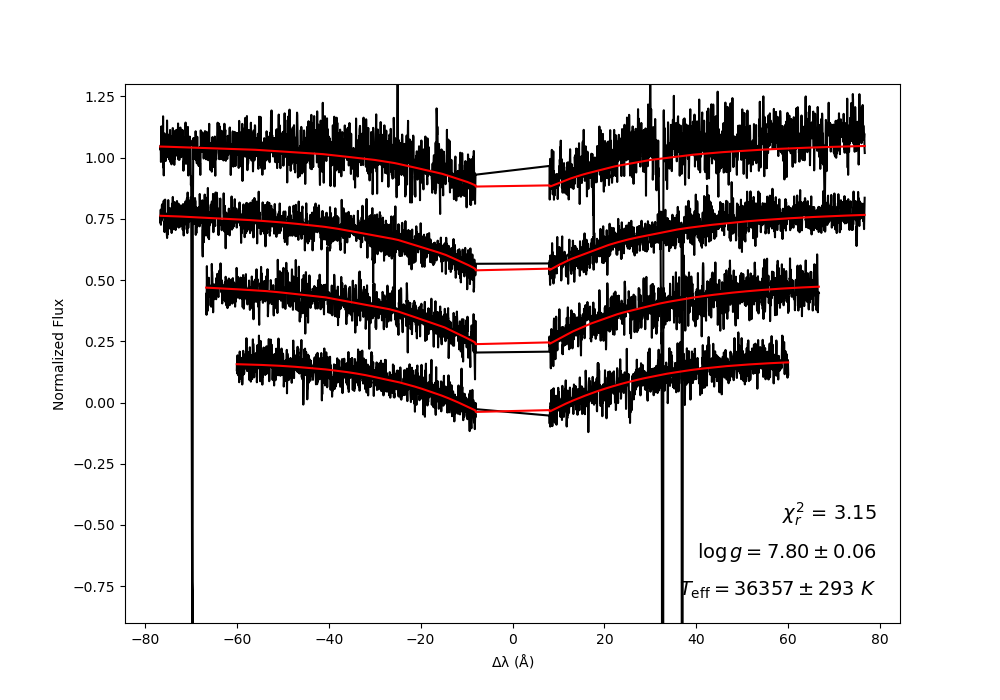 1.25
1.00
0.75
0.50
0.25
0.00
−0.25
−0.50
−0.75
Normalized Flux
χ²ᵣ = 3.15
log g = 7.80 ± 0.06
T_eff = 36357 ± 293 K
−80 −60 −40 −20 0 20 40 60 80
Δλ (Å)